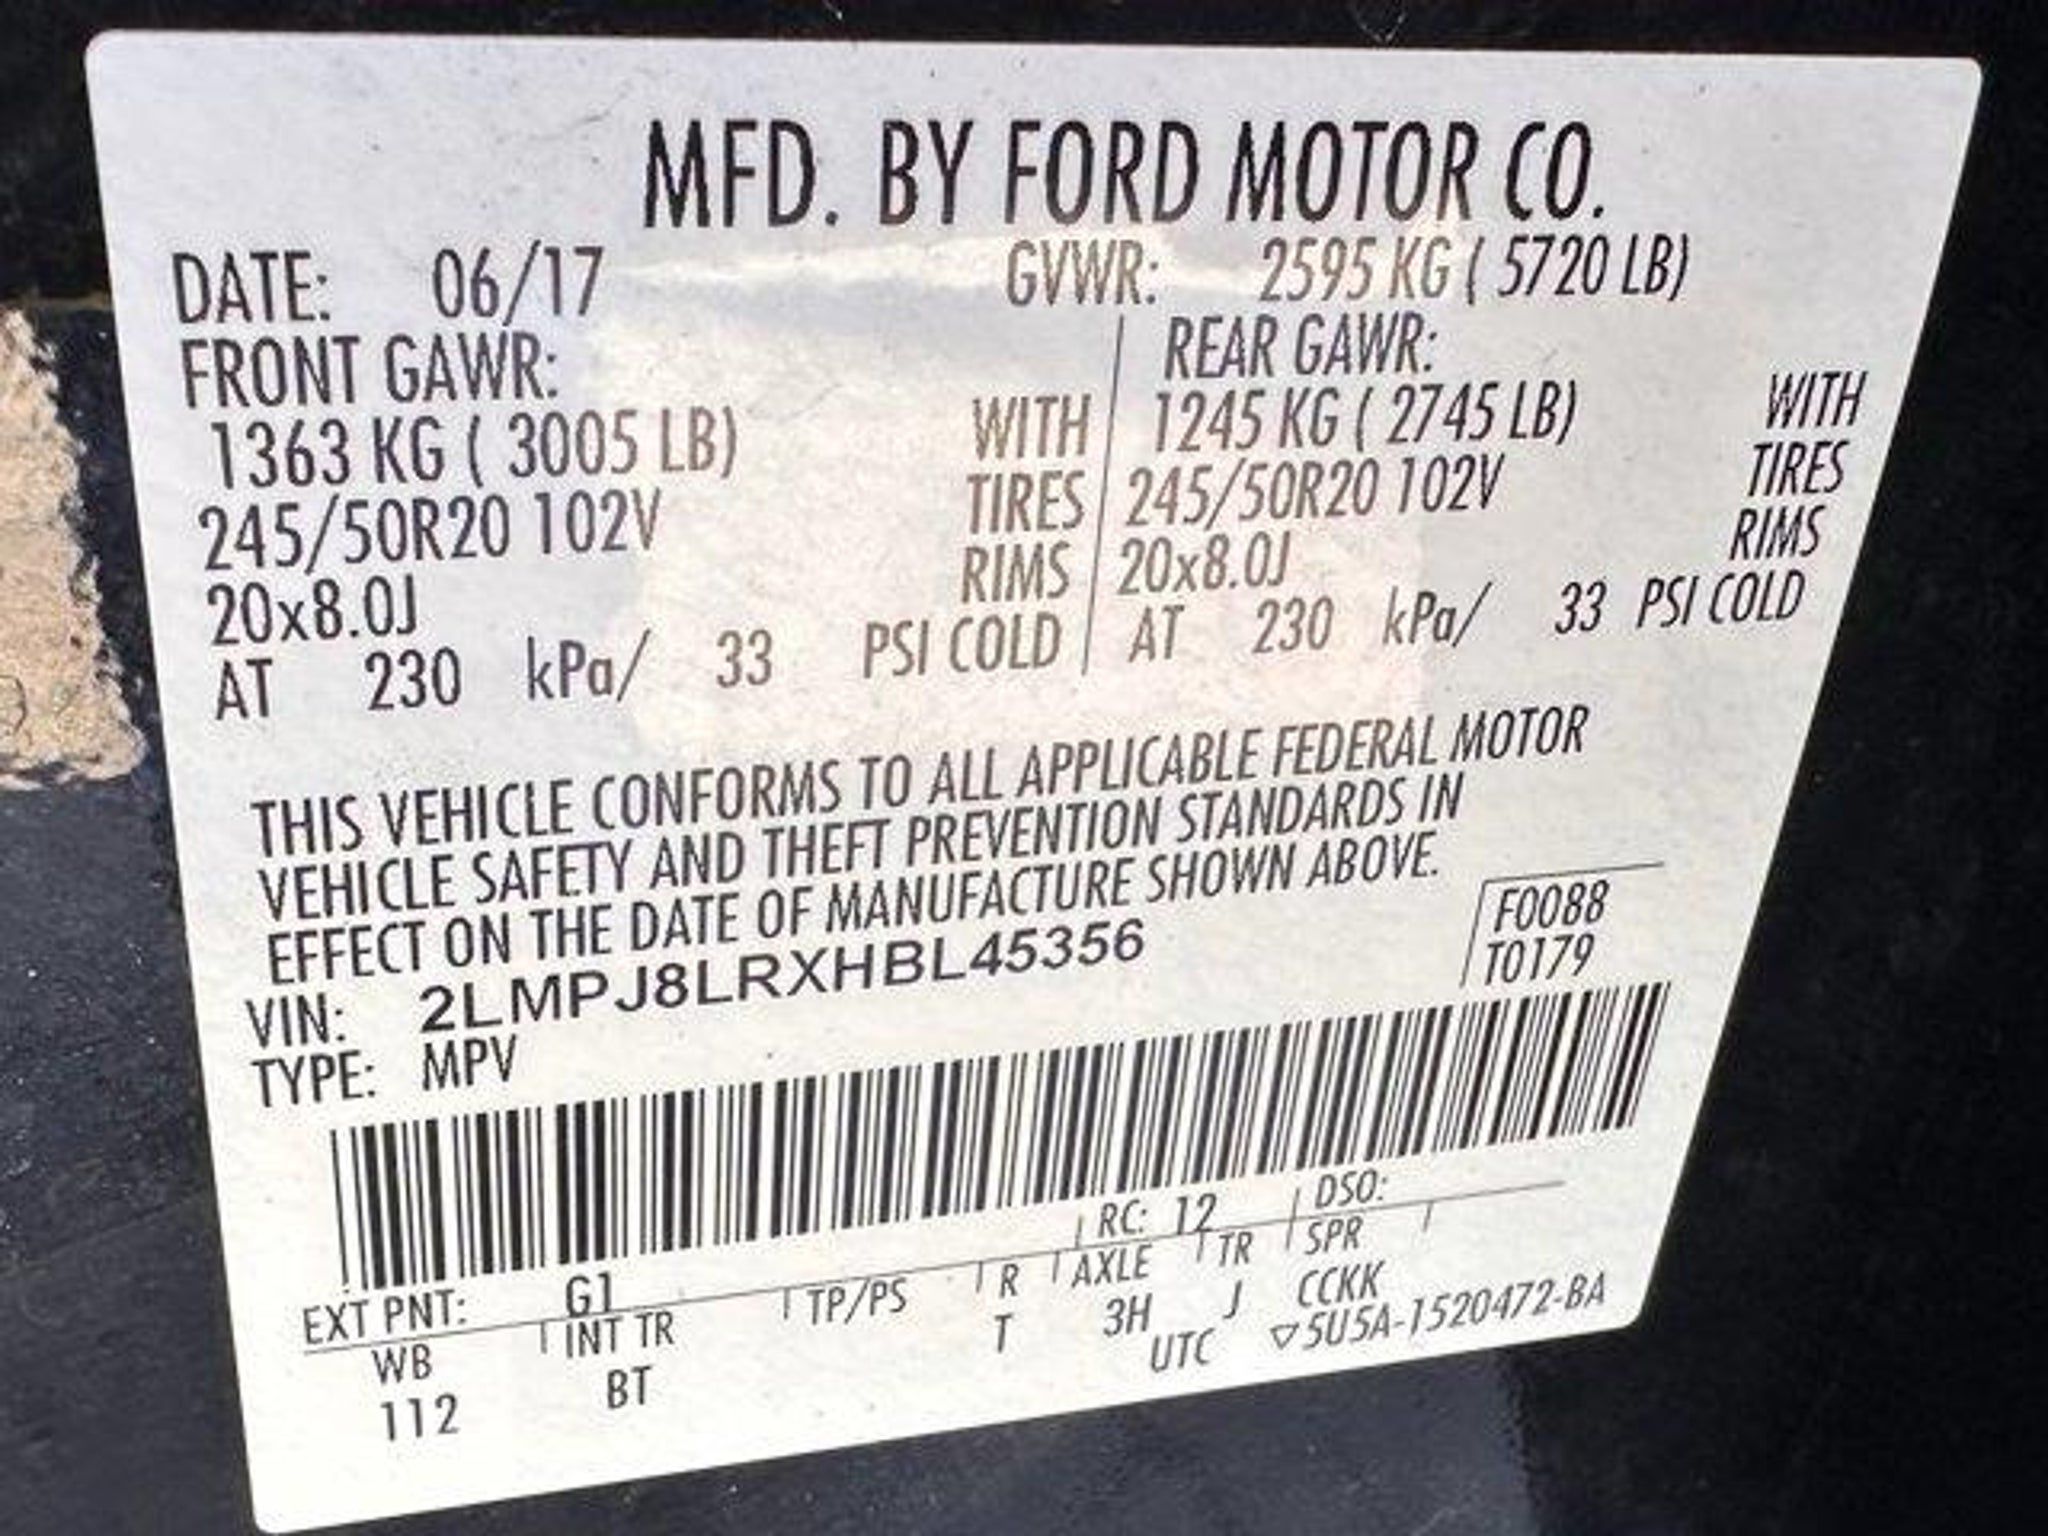 MFD. BY FORD MOTOR CO.
DATE: 06/17 GVWR: 2595 KG ( 5720 LB)
FRONT GAWR: REAR GAWR:
1363 KG ( 3005 LB) WITH 1245 KG ( 2745 LB) WITH
245/50R20 102V TIRES 245/50R20 102V TIRES
20x8.0J RIMS 20x8.0J RIMS
AT 230 kPa/ 33 PSI COLD AT 230 kPa/ 33 PSI COLD
THIS VEHICLE CONFORMS TO ALL APPLICABLE FEDERAL MOTOR
VEHICLE SAFETY AND THEFT PREVENTION STANDARDS IN
EFFECT ON THE DATE OF MANUFACTURE SHOWN ABOVE.
F0088
VIN: 2LMPJ8LRXHBL45356 T0179
TYPE: MPV
EXT PNT: G1 RC: 12 DSO:
WB INT TR TP/PS R AXLE TR SPR
112 BT T 3H J CCKK
UTC ▽5U5A-1520472-BA